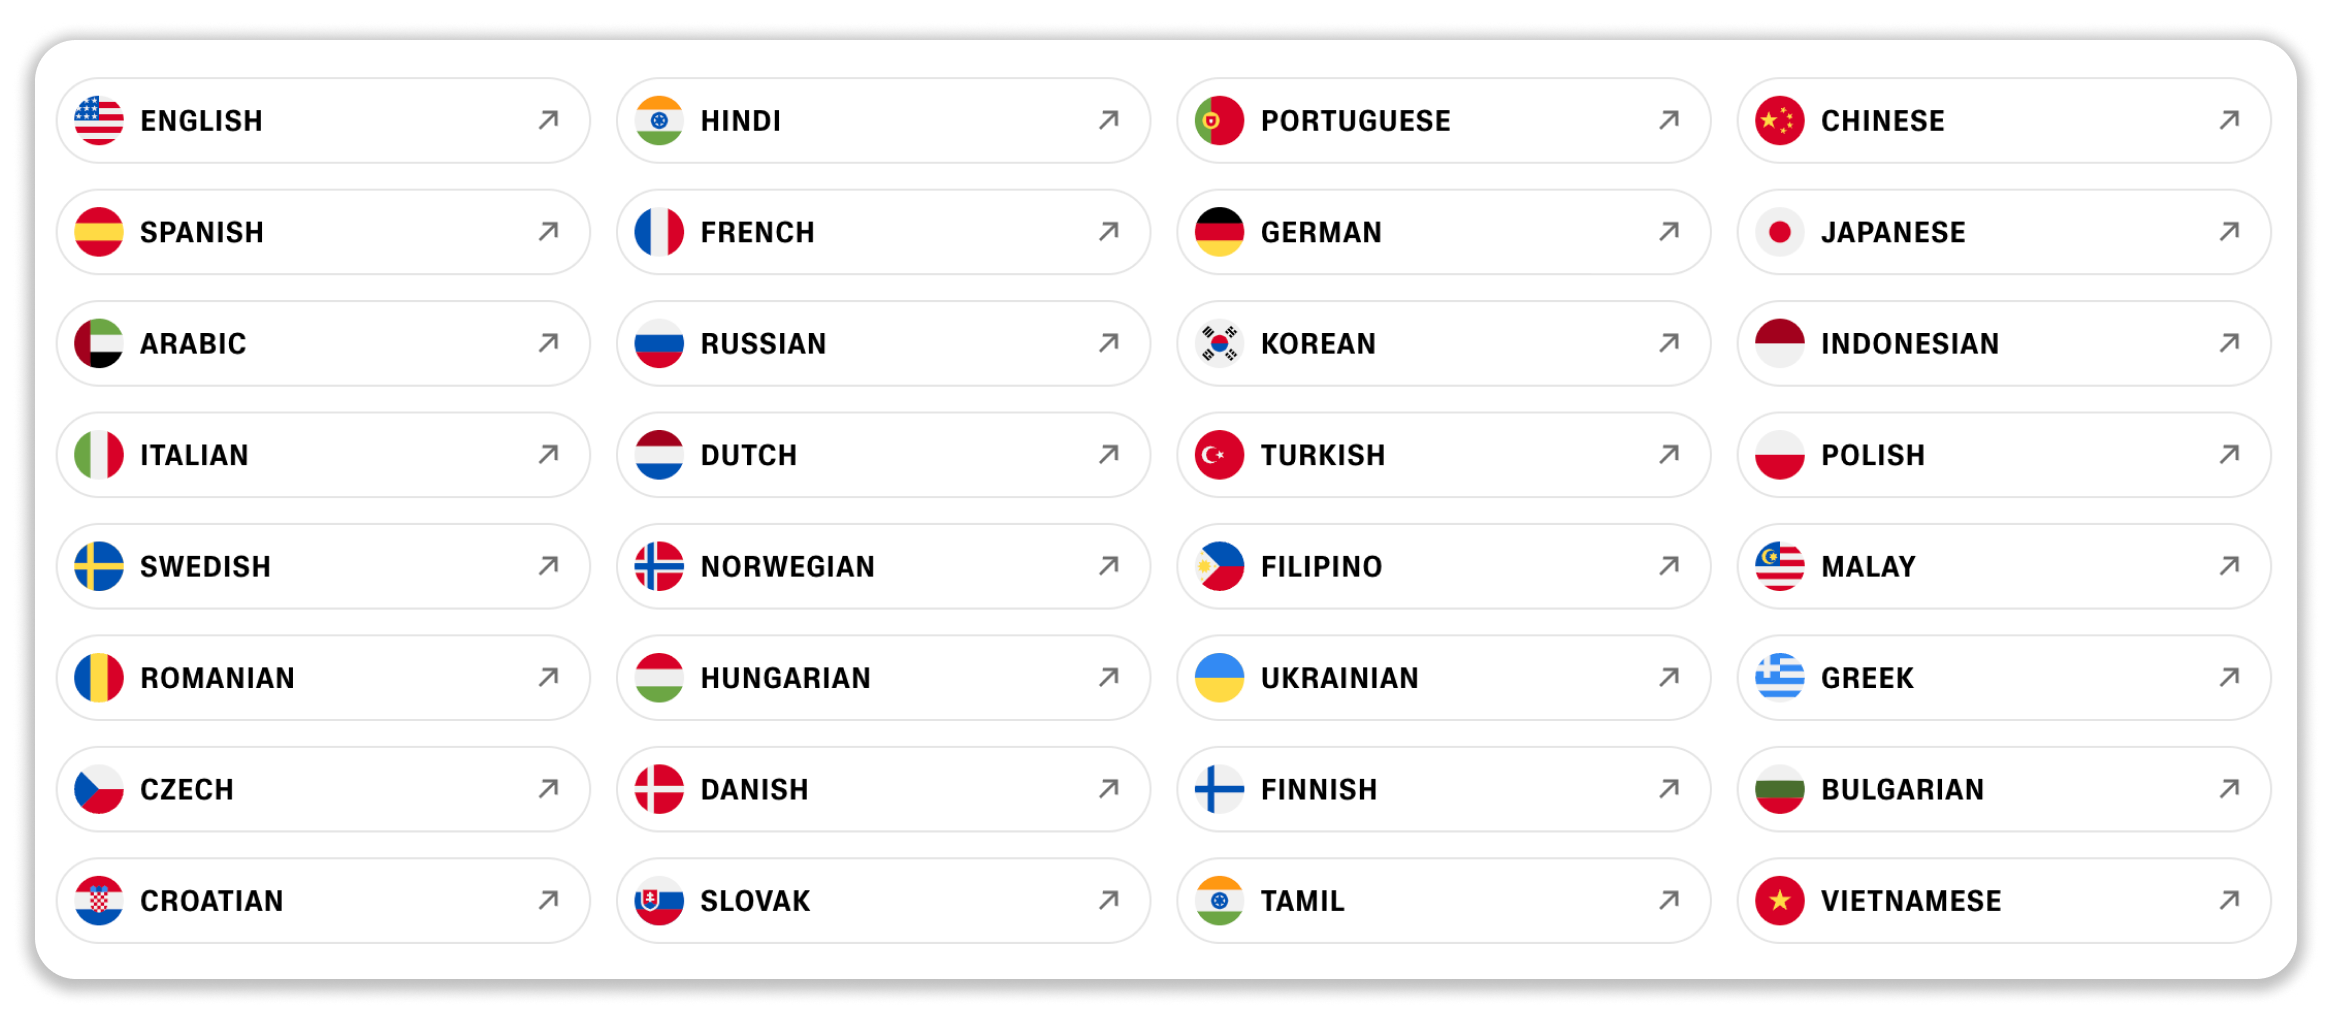 ENGLISH
HINDI
PORTUGUESE
CHINESE
SPANISH
FRENCH
GERMAN
JAPANESE
ARABIC
RUSSIAN
KOREAN
INDONESIAN
ITALIAN
DUTCH
TURKISH
POLISH
SWEDISH
NORWEGIAN
FILIPINO
MALAY
ROMANIAN
HUNGARIAN
UKRAINIAN
GREEK
CZECH
DANISH
FINNISH
BULGARIAN
CROATIAN
SLOVAK
TAMIL
VIETNAMESE